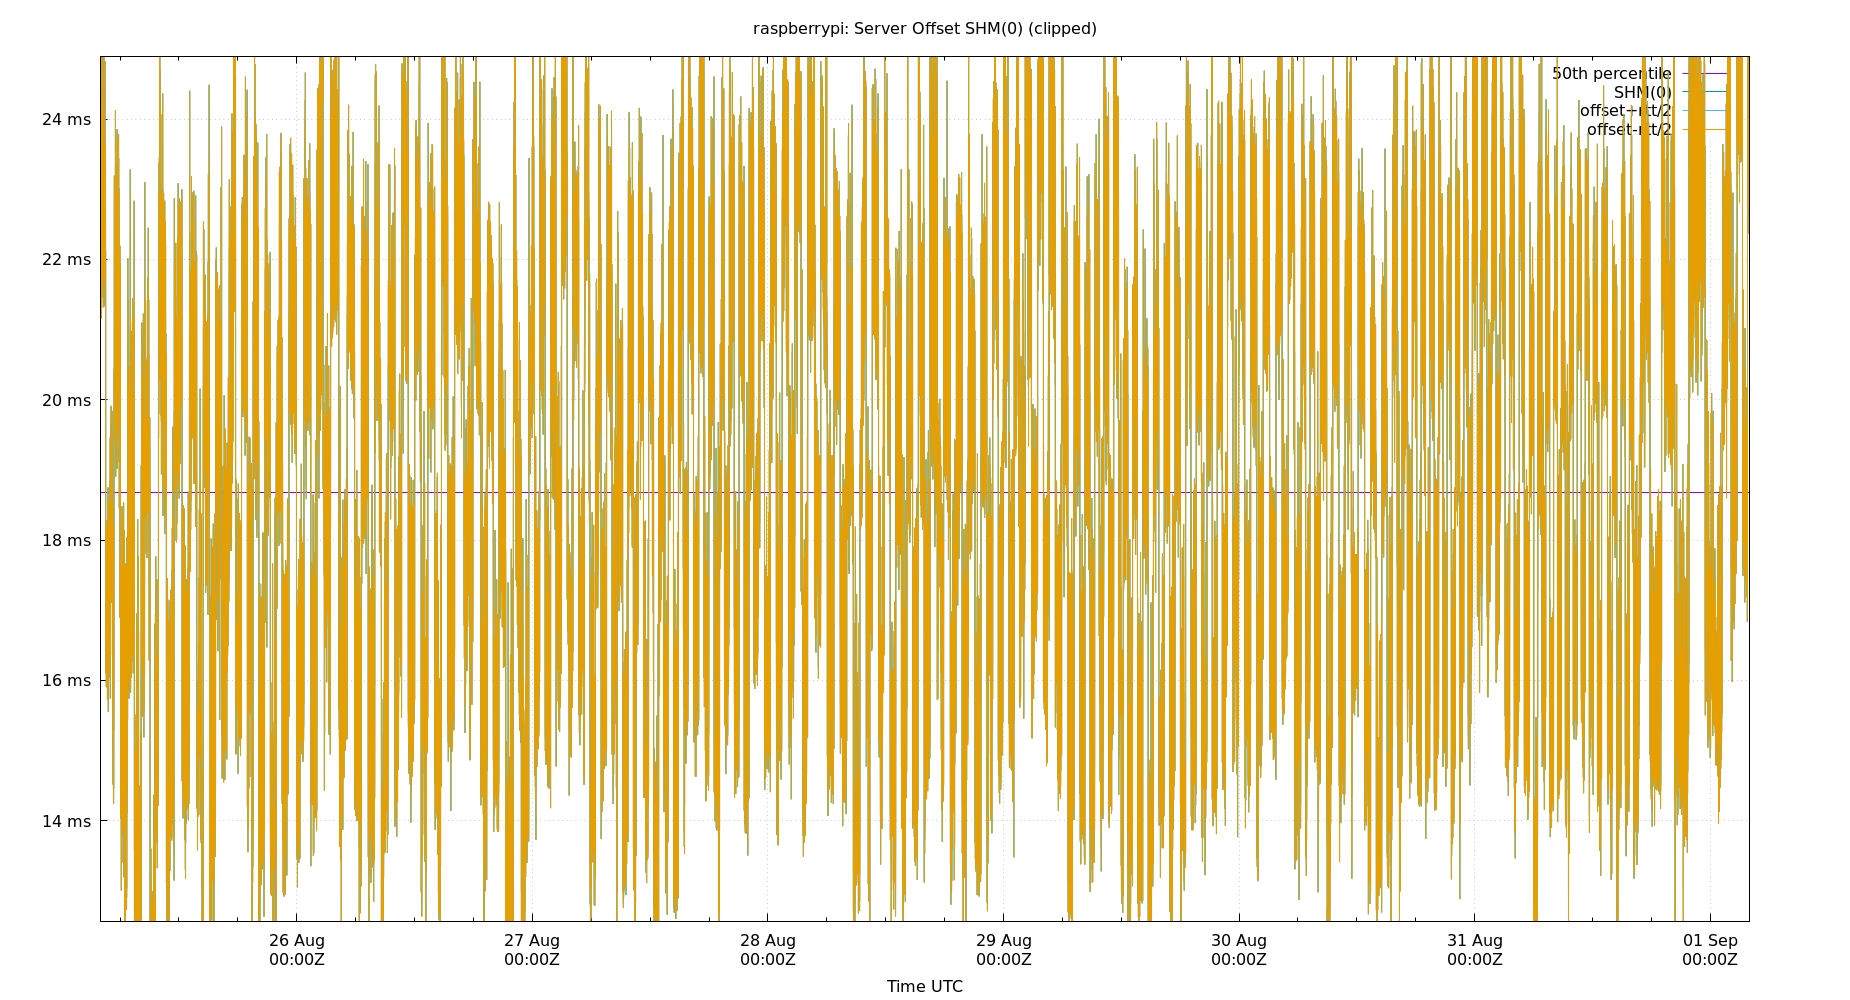 raspberrypi: Server Offset SHM(0) (clipped)
50th percentile
SHM(0)
offset+rtt/2
offset-rtt/2
24 ms
22 ms
20 ms
18 ms
16 ms
14 ms
26 Aug
00:00Z
27 Aug
00:00Z
28 Aug
00:00Z
29 Aug
00:00Z
30 Aug
00:00Z
31 Aug
00:00Z
01 Sep
00:00Z
Time UTC